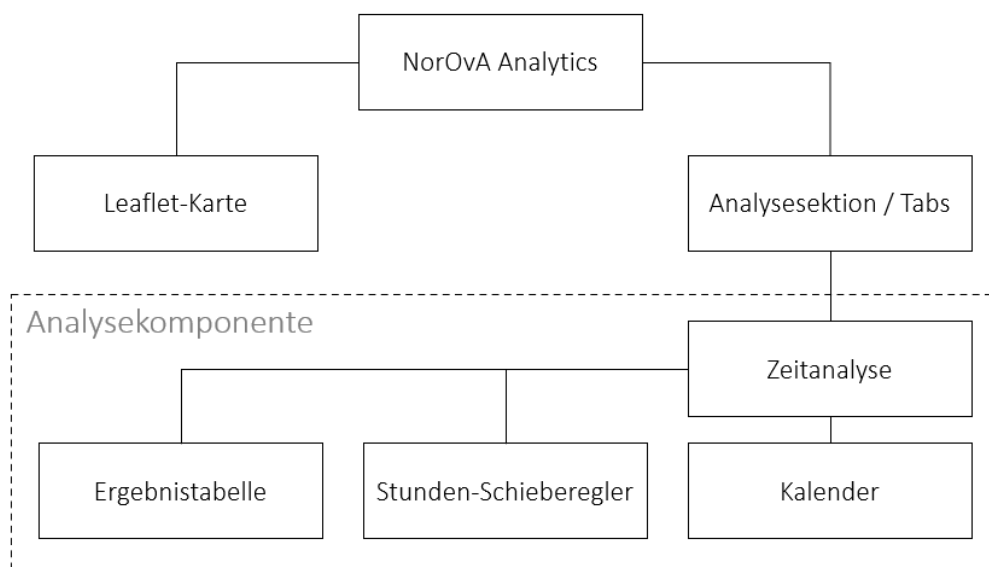 NorOvA Analytics
Leaflet-Karte
Analysesektion / Tabs
Analysekomponente
Zeitanalyse
Ergebnistabelle
Stunden-Schieberegler
Kalender